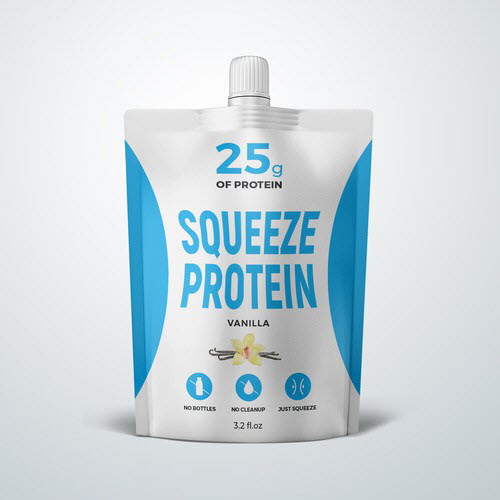 25g
OF PROTEIN
SQUEEZE
PROTEIN
VANILLA
NO BOTTLES
NO CLEANUP
JUST SQUEEZE
3.2 fl.oz